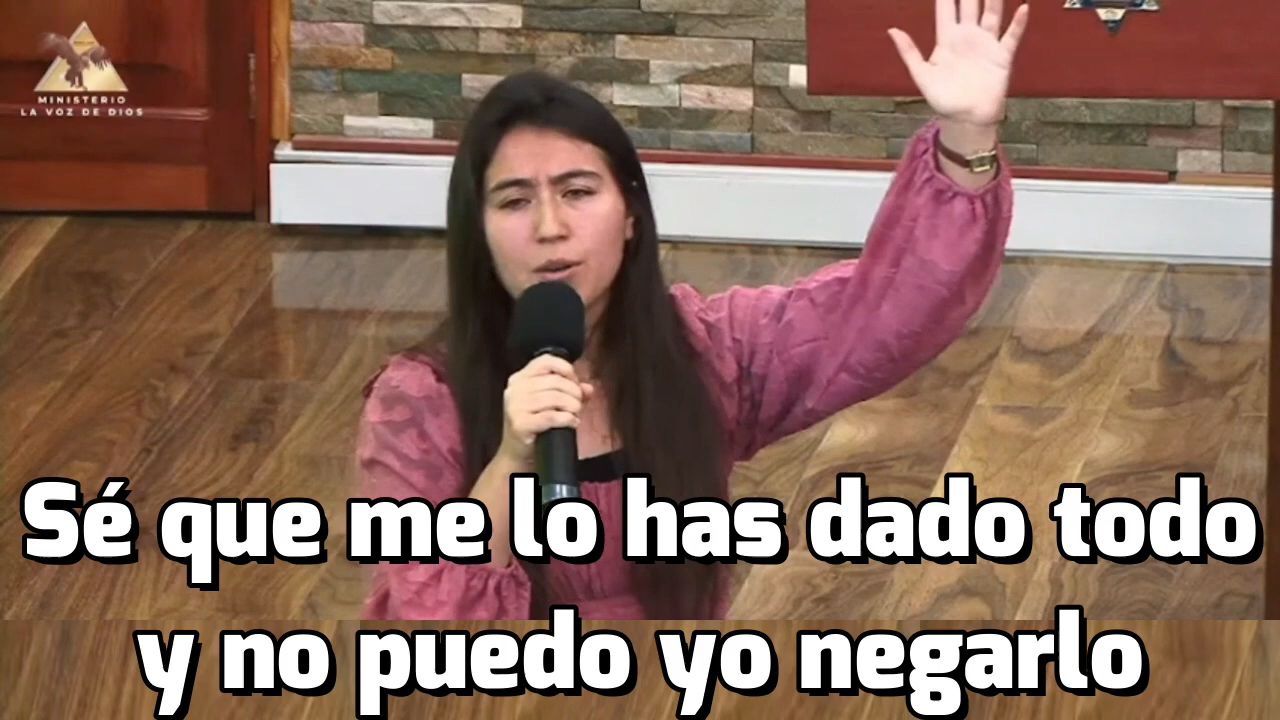 MINISTERIO
LA VOZ DE DIOS
Sé que me lo has dado todo
y no puedo yo negarlo